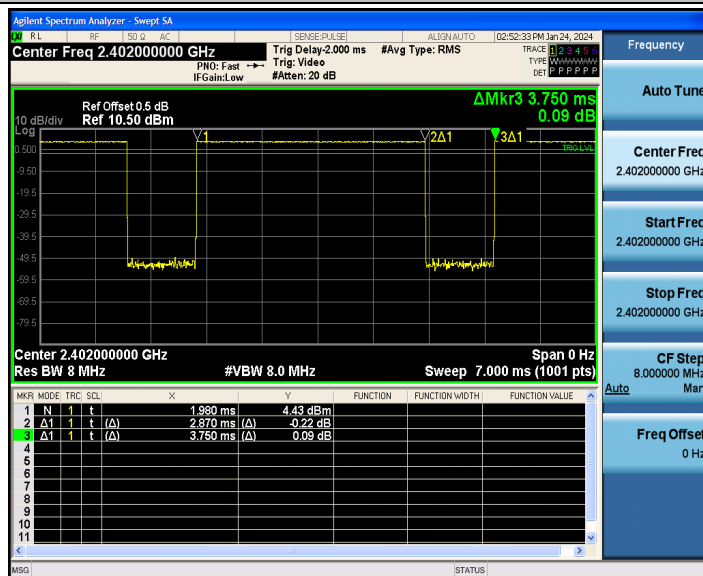 Agilent Spectrum Analyzer - Swept SA
RL RF 50 Ω AC SENSE:PULSE ALIGN AUTO 02:52:33 PM Jan 24, 2024
Center Freq 2.402000000 GHz
PNO: Fast
IFGain:Low
Trig Delay-2.000 ms
Trig: Video
#Atten: 20 dB
#Avg Type: RMS
TRACE 1 2 3 4 5 6
TYPE W
DET P P P P P P
Ref Offset 0.5 dB
10 dB/div Ref 10.50 dBm
Log
ΔMkr3 3.750 ms
0.09 dB
1
2Δ1
3Δ1
TRIG LVL
0.500
-9.50
-19.5
-29.5
-39.5
-49.5
-59.5
-69.5
-79.5
Center 2.402000000 GHz Span 0 Hz
Res BW 8 MHz #VBW 8.0 MHz Sweep 7.000 ms (1001 pts)
MKR MODE TRC SCL X Y FUNCTION FUNCTION WIDTH FUNCTION VALUE
1 N 1 t 1.980 ms 4.43 dBm
2 Δ1 1 t (Δ) 2.870 ms (Δ) -0.22 dB
3 Δ1 1 t (Δ) 3.750 ms (Δ) 0.09 dB
4
5
6
7
8
9
10
11
MSG STATUS
Frequency
Auto Tune
Center Freq
2.402000000 GHz
Start Freq
2.402000000 GHz
Stop Freq
2.402000000 GHz
CF Step
8.000000 MHz
Auto Man
Freq Offset
0 Hz